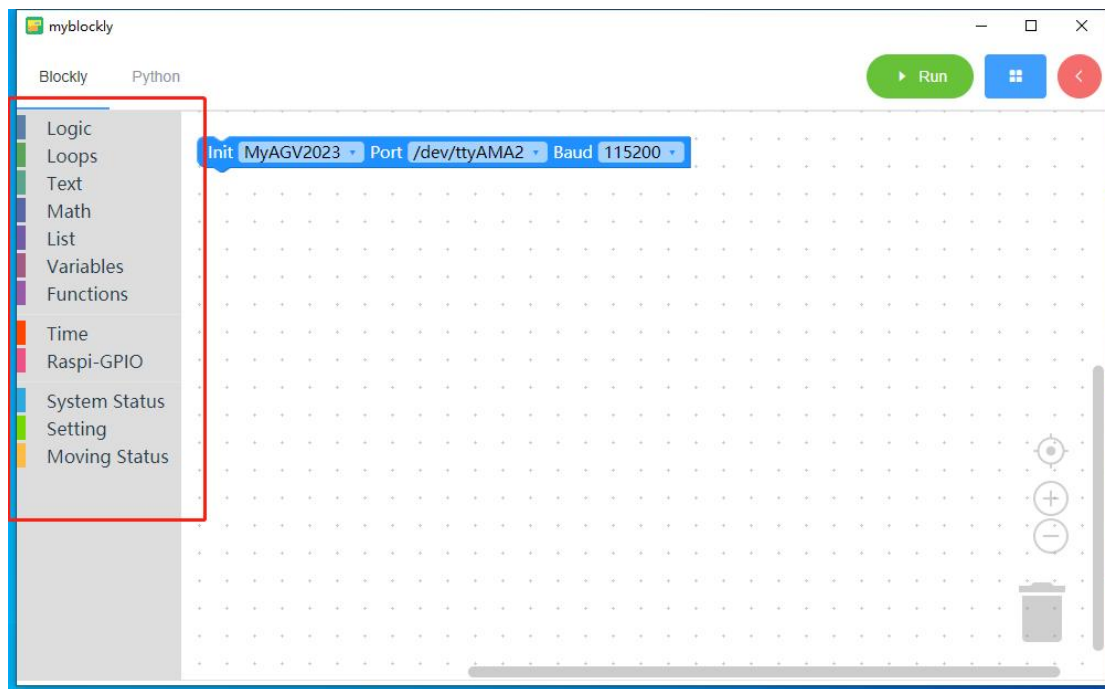 myblockly
Blockly Python
Run
Logic
Loops
Text
Math
List
Variables
Functions
Time
Raspi-GPIO
System Status
Setting
Moving Status
Init MyAGV2023 Port /dev/ttyAMA2 Baud 115200